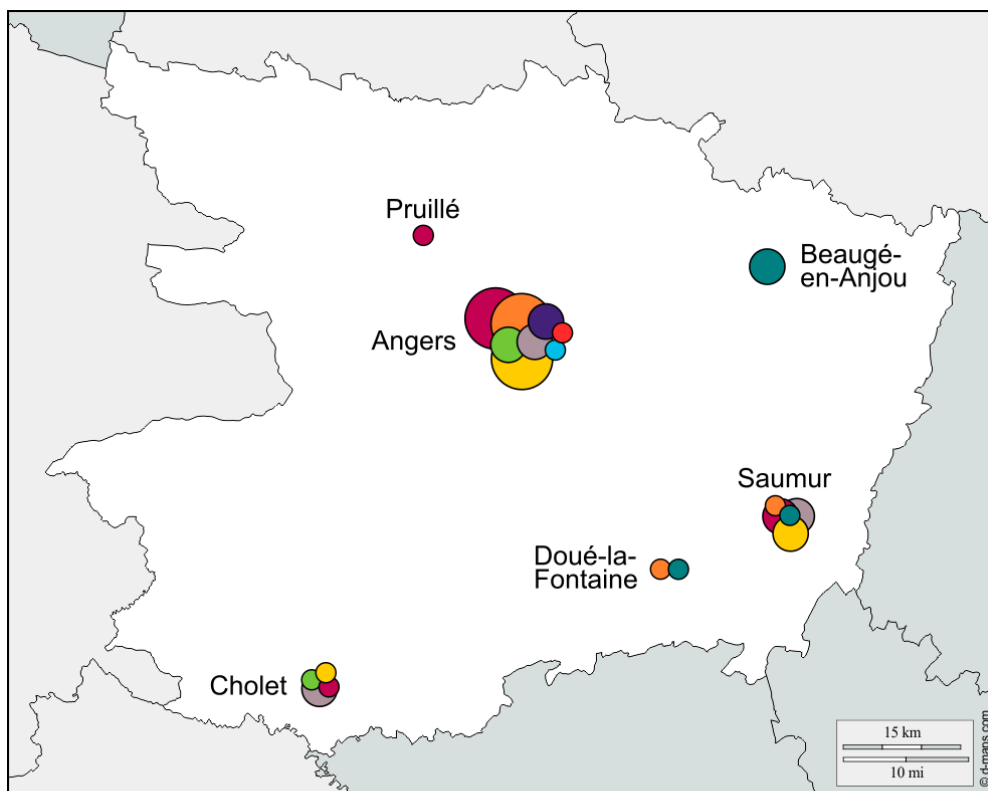 Pruillé
Beaugé-
en-Anjou
Angers
Saumur
Doué-la-
Fontaine
Cholet
15 km
10 mi
© d-maps.com